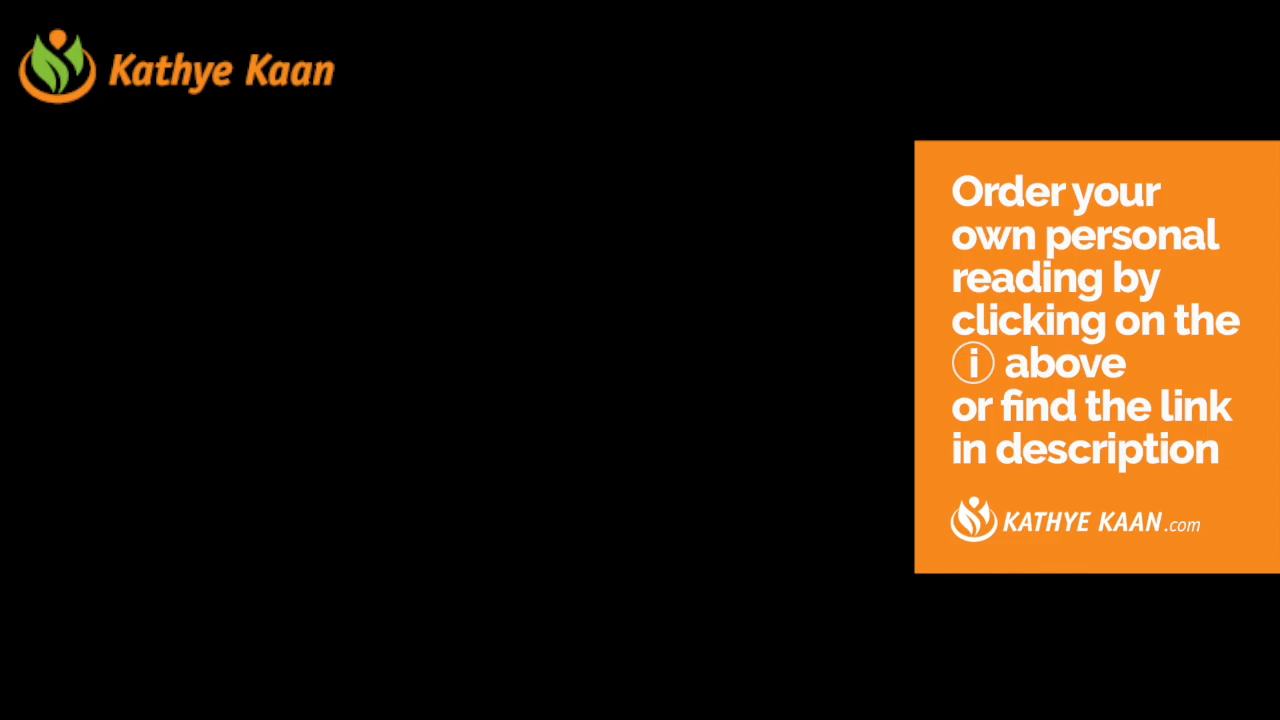 Kathye Kaan
Order your
own personal
reading by
clicking on the
i above
or find the link
in description
KATHYE KAAN.com